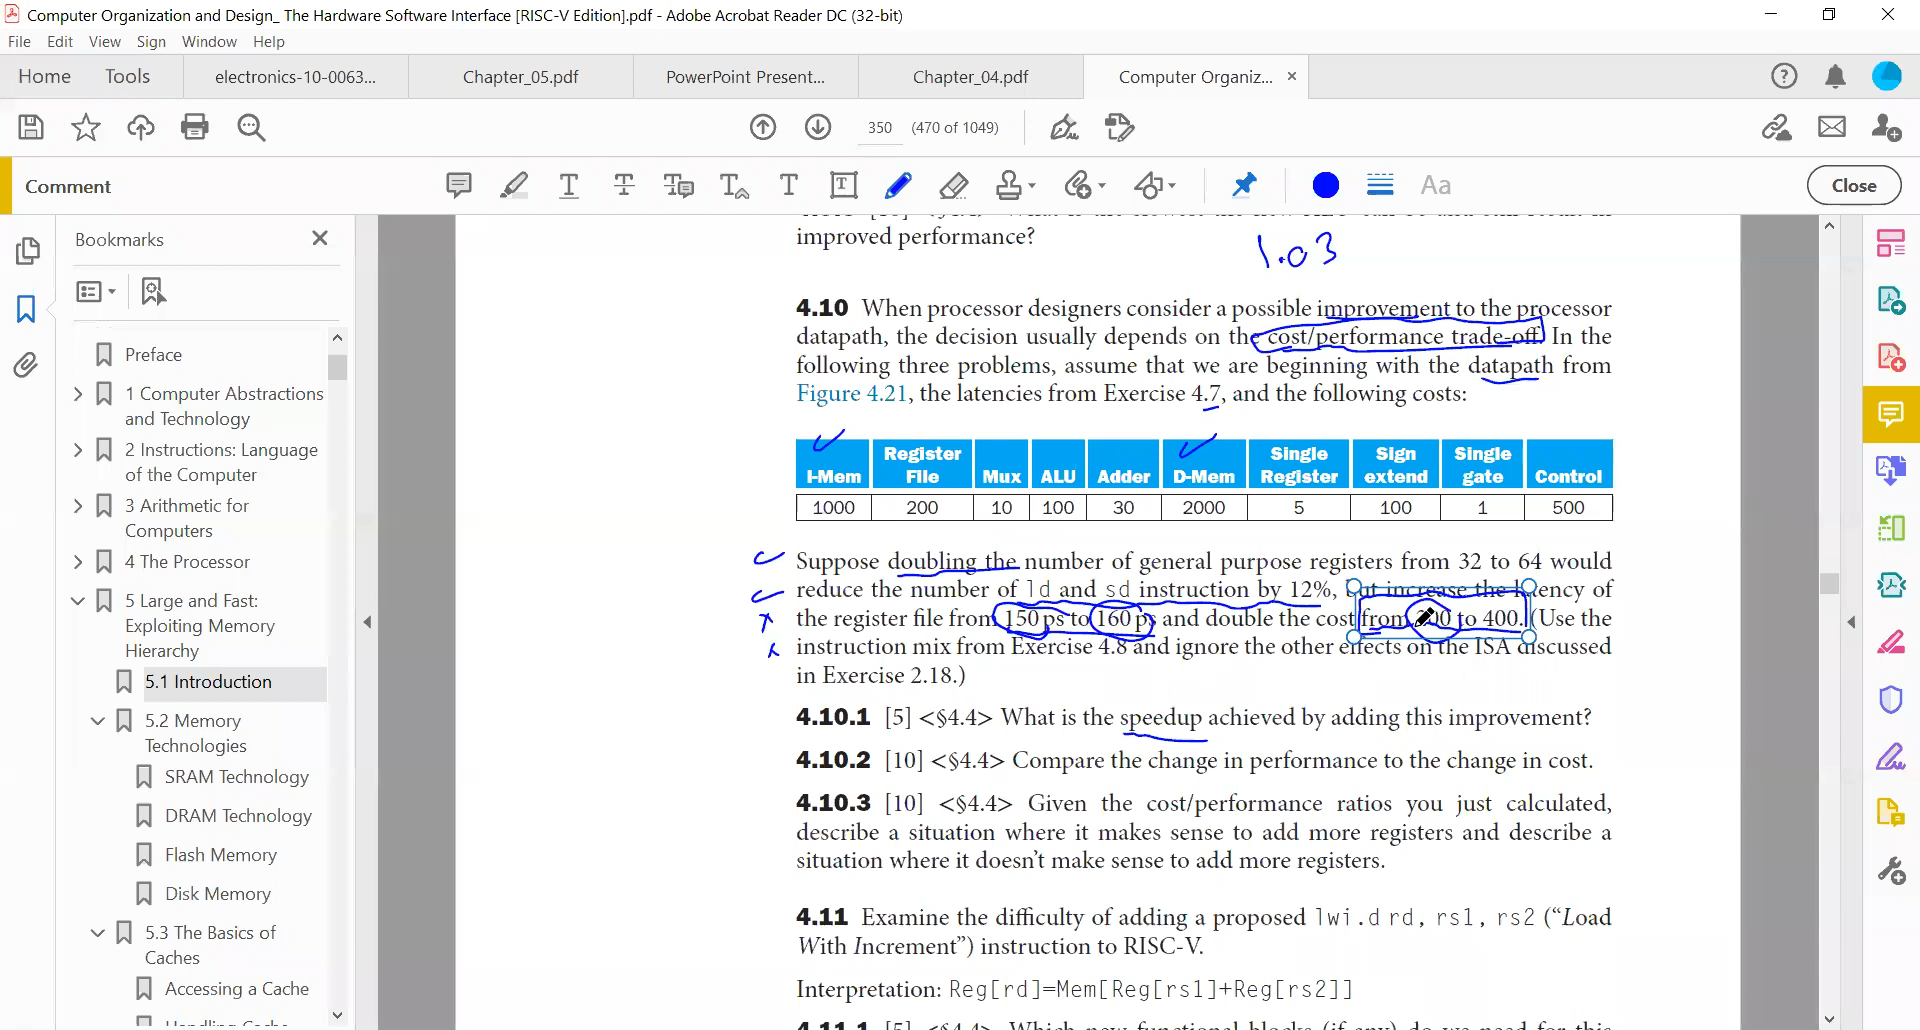 Computer Organization and Design_ The Hardware Software Interface [RISC-V Edition].pdf - Adobe Acrobat Reader DC (32-bit)
File Edit View Sign Window Help
Home Tools electronics-10-0063... Chapter_05.pdf PowerPoint Present... Chapter_04.pdf Computer Organiz...
350 (470 of 1049)
Comment
Aa
Close
Bookmarks
Preface
1 Computer Abstractions
and Technology
2 Instructions: Language
of the Computer
3 Arithmetic for
Computers
4 The Processor
5 Large and Fast:
Exploiting Memory
Hierarchy
5.1 Introduction
5.2 Memory
Technologies
SRAM Technology
DRAM Technology
Flash Memory
Disk Memory
5.3 The Basics of
Caches
Accessing a Cache
improved performance?
1.03
4.10 When processor designers consider a possible improvement to the processor
datapath, the decision usually depends on the cost/performance trade-off. In the
following three problems, assume that we are beginning with the datapath from
Figure 4.21, the latencies from Exercise 4.7, and the following costs:
I-Mem Register File Mux ALU Adder D-Mem Single Register Sign extend Single gate Control
1000 200 10 100 30 2000 5 100 1 500
Suppose doubling the number of general purpose registers from 32 to 64 would
reduce the number of ld and sd instruction by 12%, but increase the latency of
the register file from 150 ps to 160 ps and double the cost from 200 to 400. (Use the
instruction mix from Exercise 4.8 and ignore the other effects on the ISA discussed
in Exercise 2.18.)
4.10.1 [5] <§4.4> What is the speedup achieved by adding this improvement?
4.10.2 [10] <§4.4> Compare the change in performance to the change in cost.
4.10.3 [10] <§4.4> Given the cost/performance ratios you just calculated,
describe a situation where it makes sense to add more registers and describe a
situation where it doesn't make sense to add more registers.
4.11 Examine the difficulty of adding a proposed lwi.d rd, rs1, rs2 (“Load
With Increment”) instruction to RISC-V.
Interpretation: Reg[rd]=Mem[Reg[rs1]+Reg[rs2]]